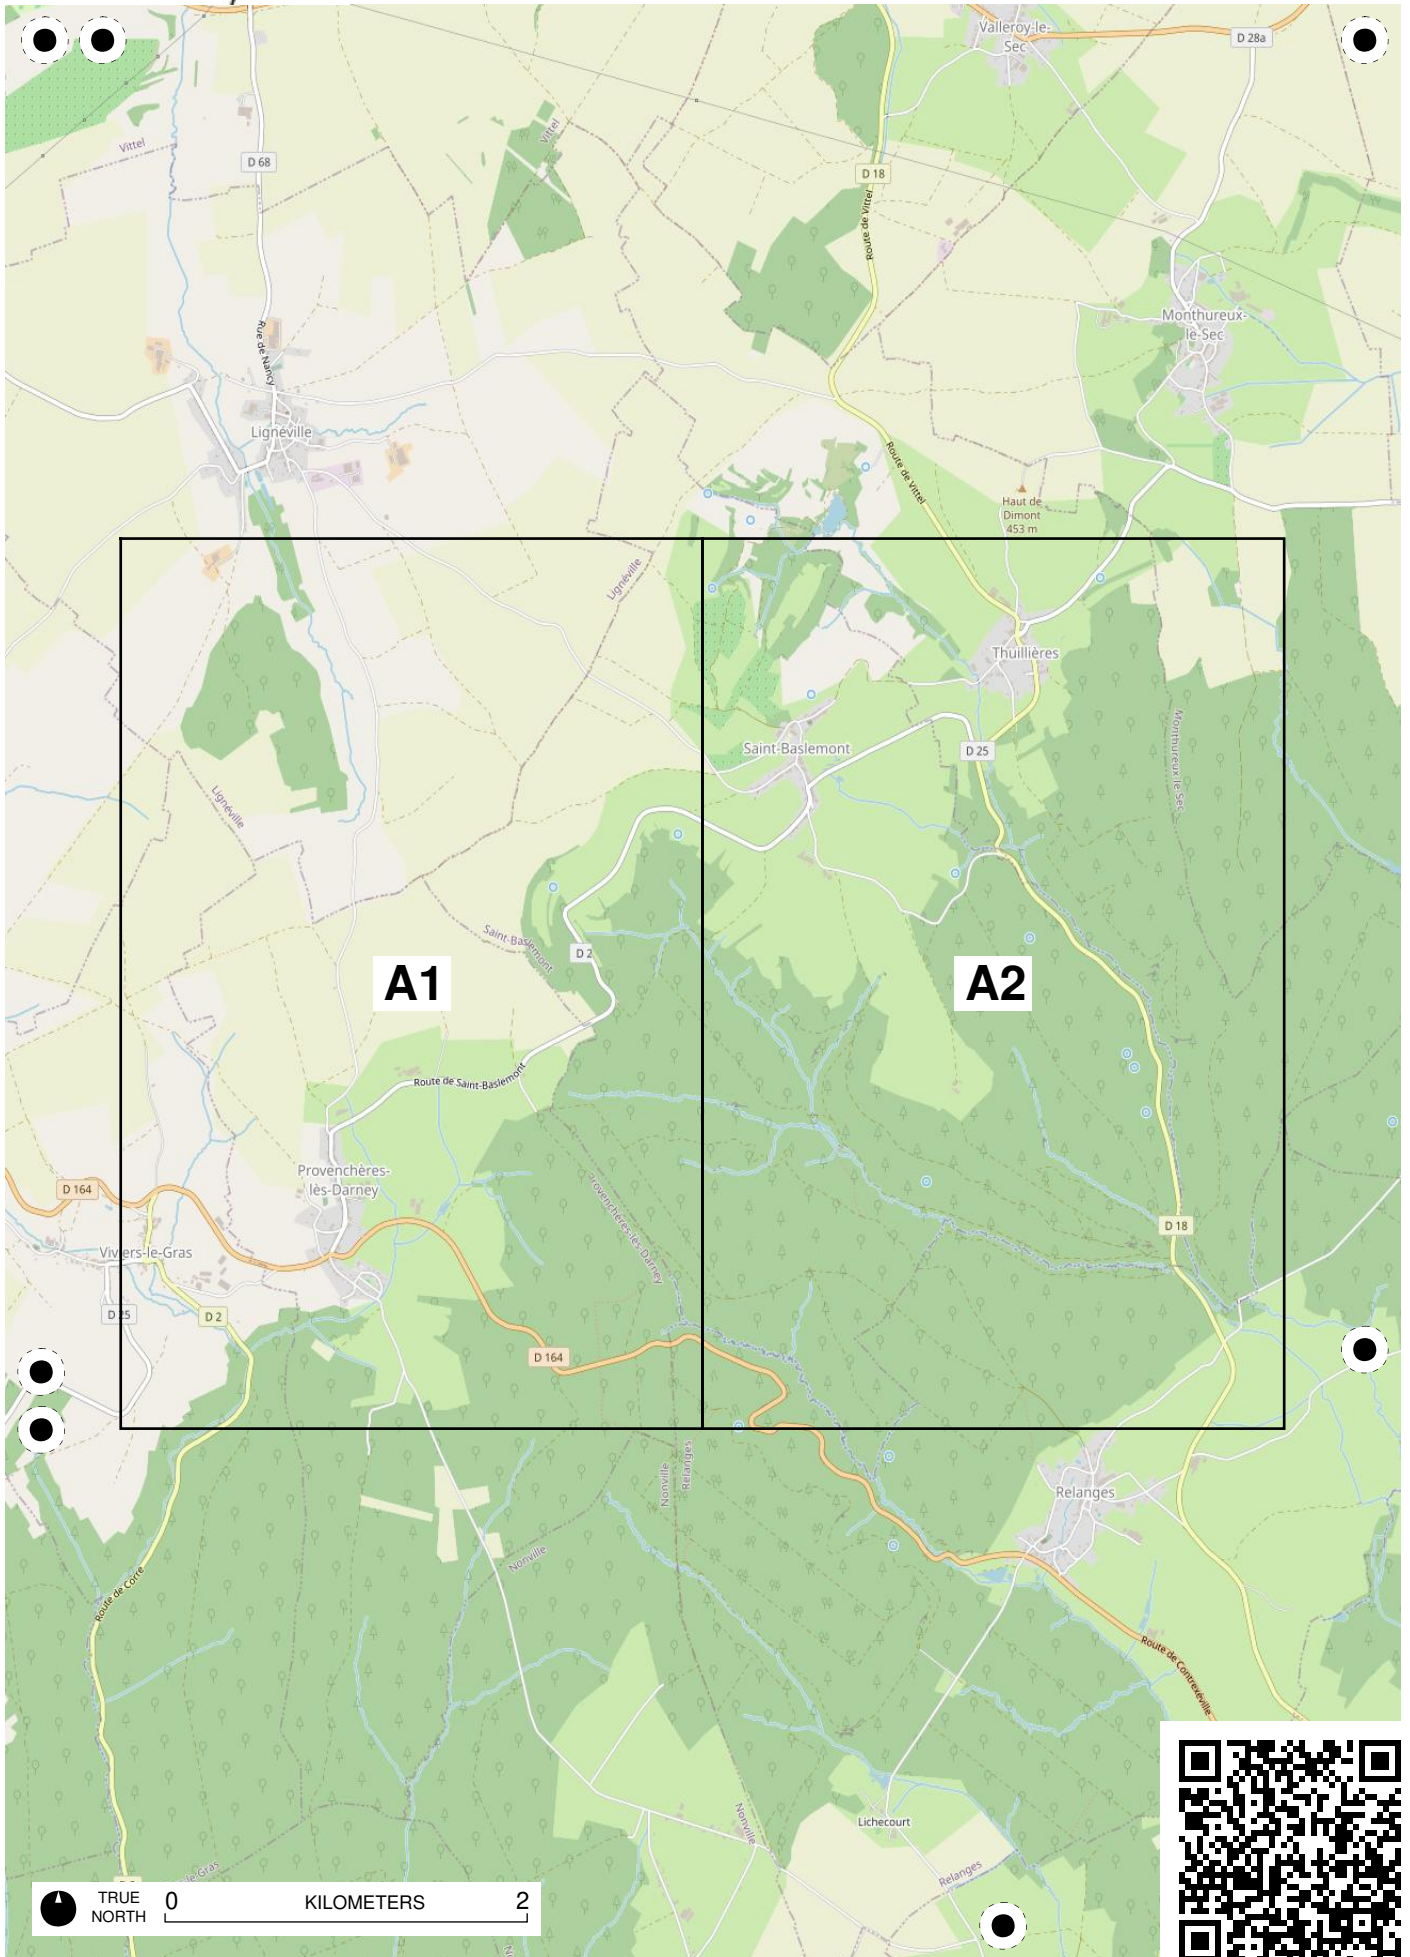 Valleroy-le-
Sec
D 28a
Vittel
Vittel
D 68
D 18
Route de Vittel
Monthureux-
le-Sec
Rue de Nancy
Lignéville
Route de Vittel
Haut de
Dimont
453 m
Lignéville
Thuillières
Monthureux-le-Sec
Saint-Baslemont
D 25
Lignéville
Saint-Baslemont
D 2
A1
A2
Route de Saint-Baslemont
Provenchères-
lès-Darney
Provenchères-lès-Darney
D 164
D 18
Viviers-le-Gras
D 25
D 2
D 164
Nonville
Relanges
Relanges
Nonville
Route de Corre
Route de Contrexéville
Nonville
Lichecourt
le-Gras
Relanges
TRUE
NORTH
0 KILOMETERS 2